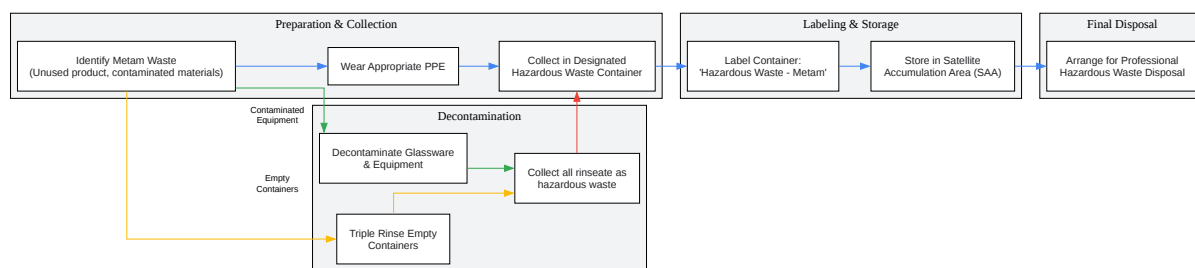 Preparation & Collection
Labeling & Storage
Final Disposal
Identify Metam Waste
(Unused product, contaminated materials)
Wear Appropriate PPE
Collect in Designated
Hazardous Waste Container
Label Container:
'Hazardous Waste - Metam'
Store in Satellite
Accumulation Area (SAA)
Arrange for Professional
Hazardous Waste Disposal
Contaminated
Equipment
Decontamination
Decontaminate Glassware
& Equipment
Collect all rinseate as
hazardous waste
Empty
Containers
Triple Rinse Empty
Containers